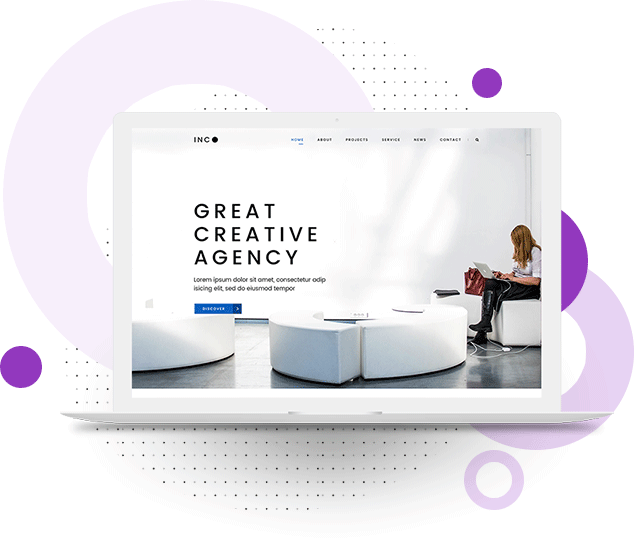 INC
HOME ABOUT PROJECTS SERVICE NEWS CONTACT
GREAT
CREATIVE
AGENCY
Lorem ipsum dolor sit amet, consectetur adip
isicing elit, sed do eiusmod tempor
DISCOVER